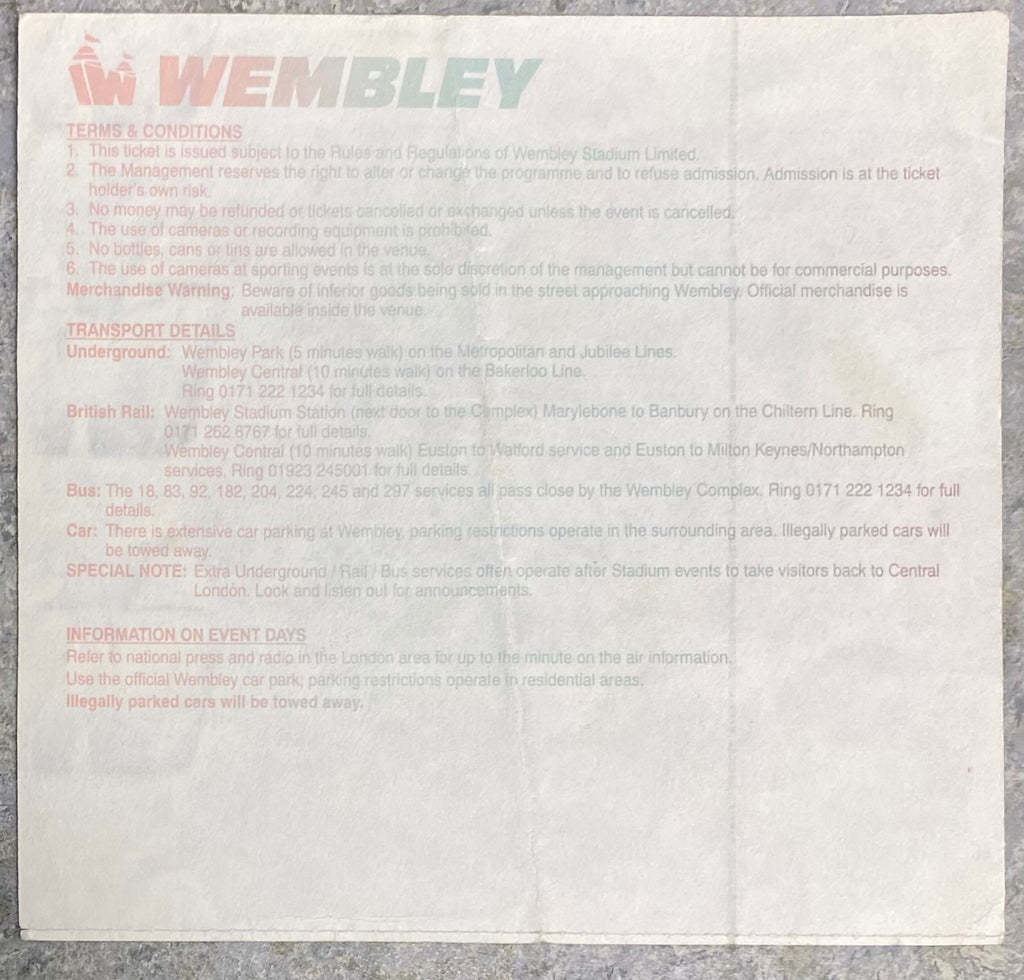 WEMBLEY
TERMS & CONDITIONS
1. This ticket is issued subject to the Rules and Regulations of Wembley Stadium Limited.
2. The Management reserves the right to alter or change the programme and to refuse admission. Admission is at the ticket
holder's own risk.
3. No money may be refunded or tickets cancelled or exchanged unless the event is cancelled.
4. The use of cameras or recording equipment is prohibited.
5. No bottles, cans or tins are allowed in the venue.
6. The use of cameras at sporting events is at the sole discretion of the management but cannot be for commercial purposes.
Merchandise Warning: Beware of inferior goods being sold in the street approaching Wembley. Official merchandise is
available inside the venue.
TRANSPORT DETAILS
Underground: Wembley Park (5 minutes walk) on the Metropolitan and Jubilee Lines.
Wembley Central (10 minutes walk) on the Bakerloo Line.
Ring 0171 222 1234 for full details.
British Rail: Wembley Stadium Station (next door to the Complex) Marylebone to Banbury on the Chiltern Line. Ring
0171 262 6767 for full details.
Wembley Central (10 minutes walk) Euston to Watford service and Euston to Milton Keynes/Northampton
services. Ring 01923 245001 for full details.
Bus: The 18, 83, 92, 182, 204, 224, 245 and 297 services all pass close by the Wembley Complex. Ring 0171 222 1234 for full
details.
Car: There is extensive car parking at Wembley, parking restrictions operate in the surrounding area. Illegally parked cars will
be towed away.
SPECIAL NOTE: Extra Underground / Rail / Bus services often operate after Stadium events to take visitors back to Central
London. Look and listen out for announcements.
INFORMATION ON EVENT DAYS
Refer to national press and radio in the London area for up to the minute on the air information.
Use the official Wembley car park; parking restrictions operate in residential areas.
Illegally parked cars will be towed away.